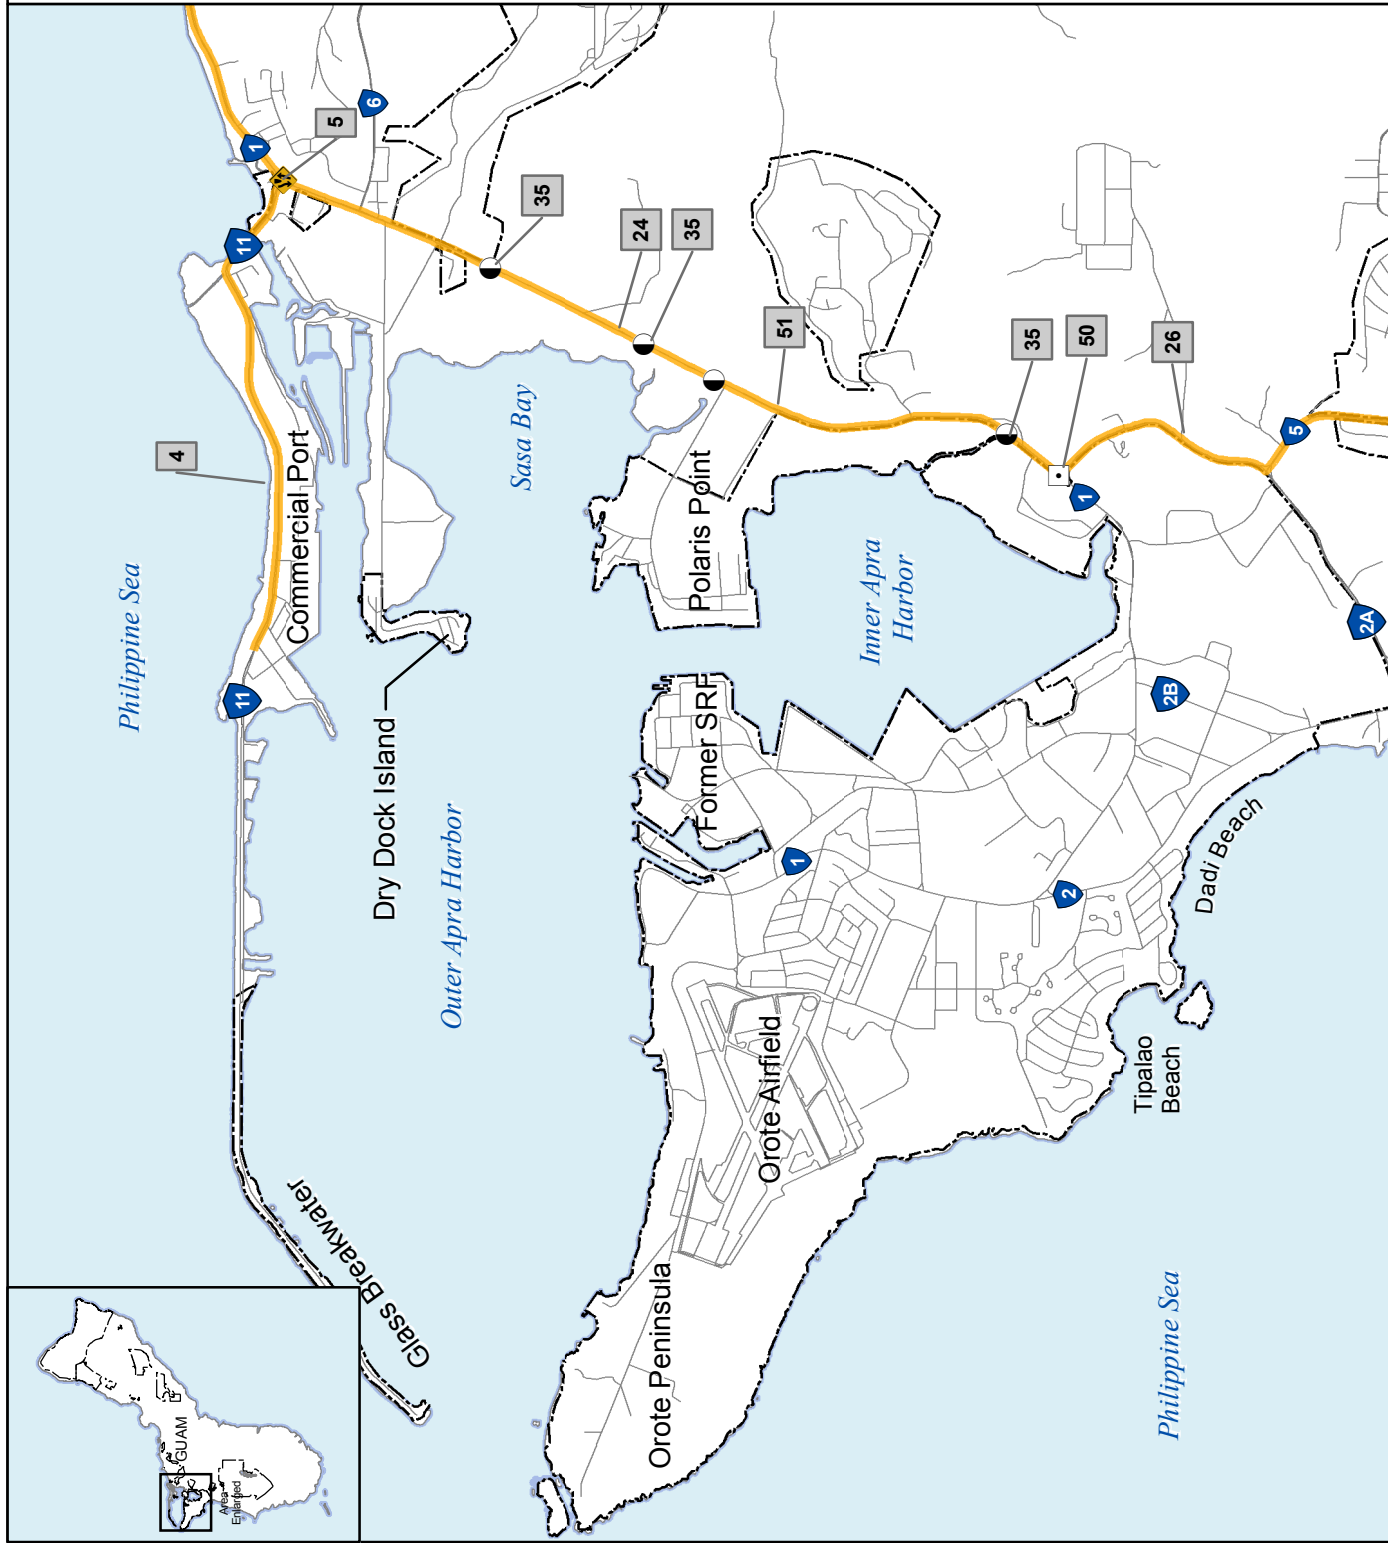 GUAM
Area
Enlarged
Glass Breakwater
Philippine Sea
11
4
Commercial Port
11
1
5
6
Dry Dock Island
Outer Apra Harbor
Sasa Bay
35
24
35
51
Orote Peninsula
Orote Airfield
Former SRF
Polaris Point
Inner Apra
Harbor
1
35
50
26
1
5
2
2B
2A
Tipalao
Beach
Dadi Beach
Philippine Sea